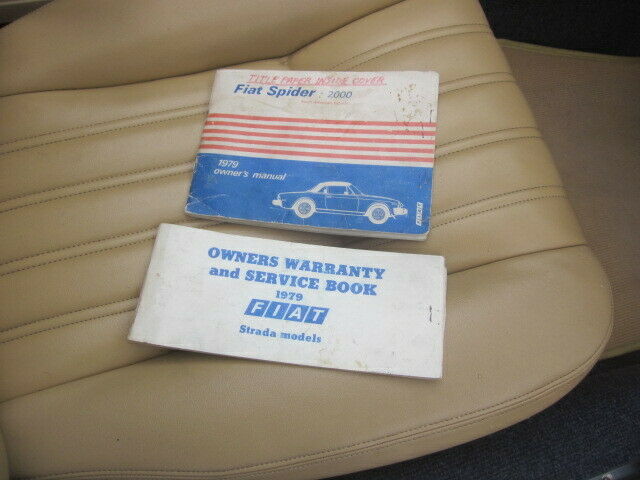 TITLE PAPER INSIDE COVER
Fiat Spider : 2000
1979
owner's manual
FIAT
OWNERS WARRANTY
and SERVICE BOOK
1979
FIAT
Strada models